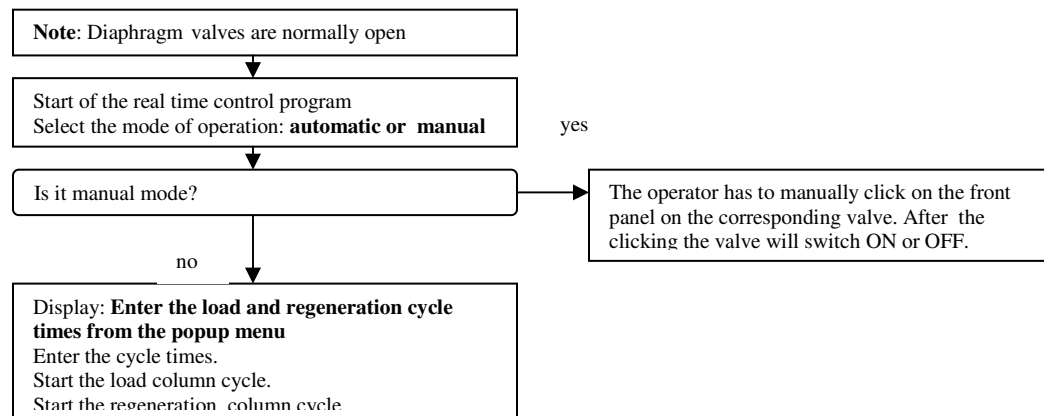 Note: Diaphragm valves are normally open
Start of the real time control program
Select the mode of operation: automatic or manual
yes
Is it manual mode?
The operator has to manually click on the front
panel on the corresponding valve. After the
clicking the valve will switch ON or OFF.
no
Display: Enter the load and regeneration cycle
times from the popup menu
Enter the cycle times.
Start the load column cycle.
Start the regeneration column cycle